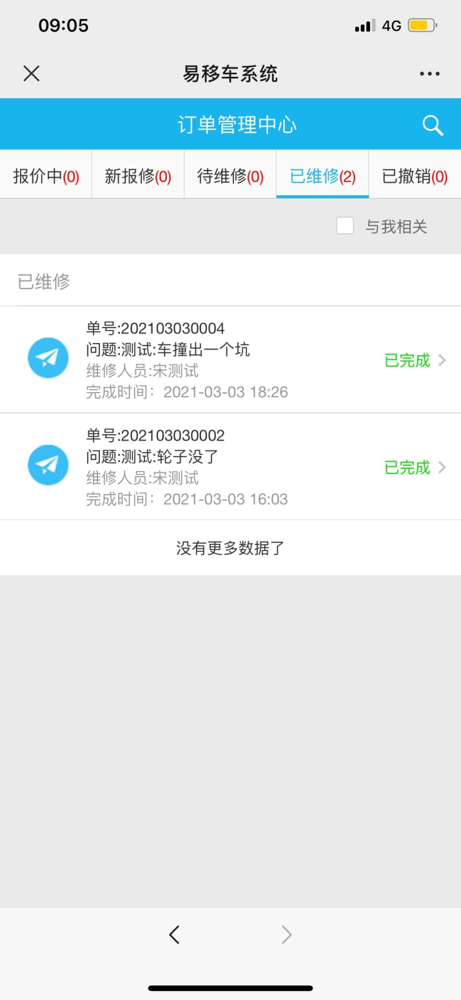 09:05
4G
易移车系统
订单管理中心
报价中(0) 新报修(0) 待维修(0) 已维修(2) 已撤销(0)
与我相关
已维修
单号:202103030004
问题:测试:车撞出一个坑
维修人员:宋测试
完成时间：2021-03-03 18:26
已完成
单号:202103030002
问题:测试:轮子没了
维修人员:宋测试
完成时间：2021-03-03 16:03
已完成
没有更多数据了